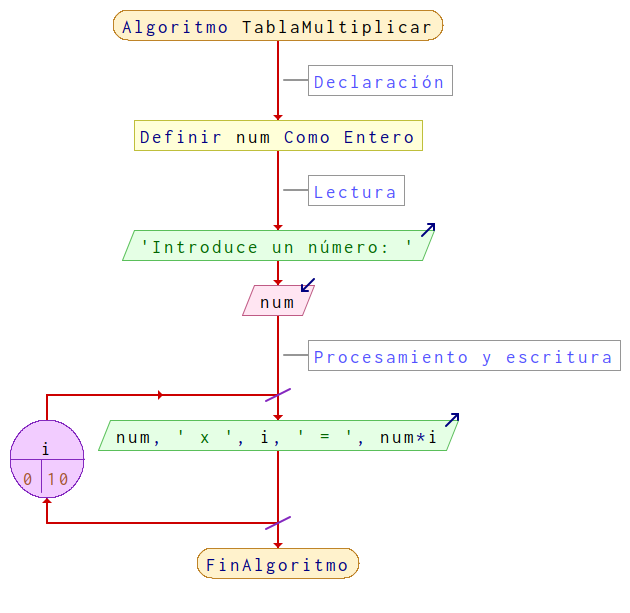 Algoritmo TablaMultiplicar
Declaración
Definir num Como Entero
Lectura
'Introduce un número: '
num
Procesamiento y escritura
num, ' x ', i, ' = ', num*i
i
0 10
FinAlgoritmo